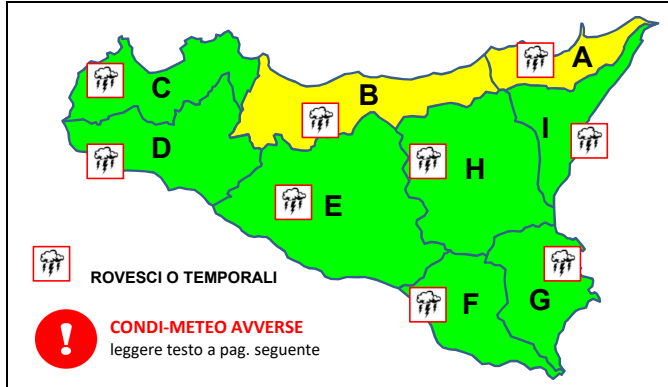 A
C
B
I
D
H
E
ROVESCI O TEMPORALI
F
G
CONDI-METEO AVVERSE
leggere testo a pag. seguente